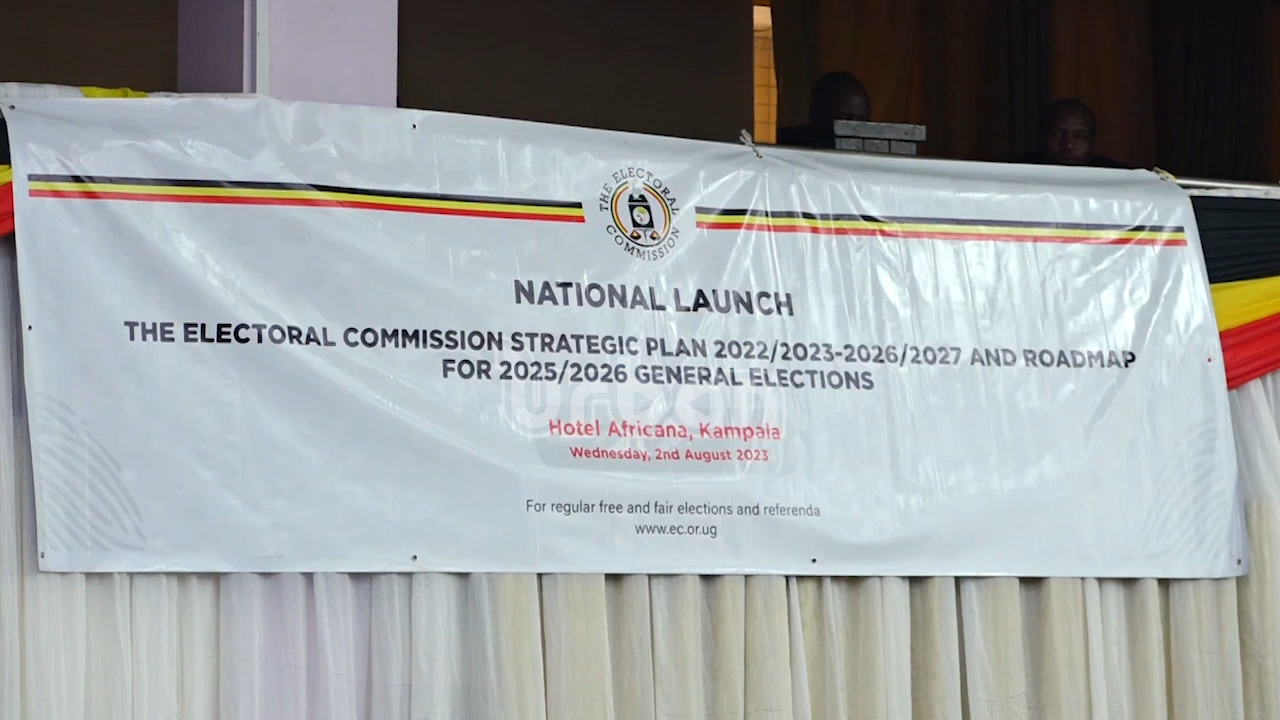 THE ELECTORAL
COMMISSION
NATIONAL LAUNCH
THE ELECTORAL COMMISSION STRATEGIC PLAN 2022/2023-2026/2027 AND ROADMAP
FOR 2025/2026 GENERAL ELECTIONS
urban
Hotel Africana, Kampala
Wednesday, 2nd August 2023
For regular free and fair elections and referenda
www.ec.or.ug